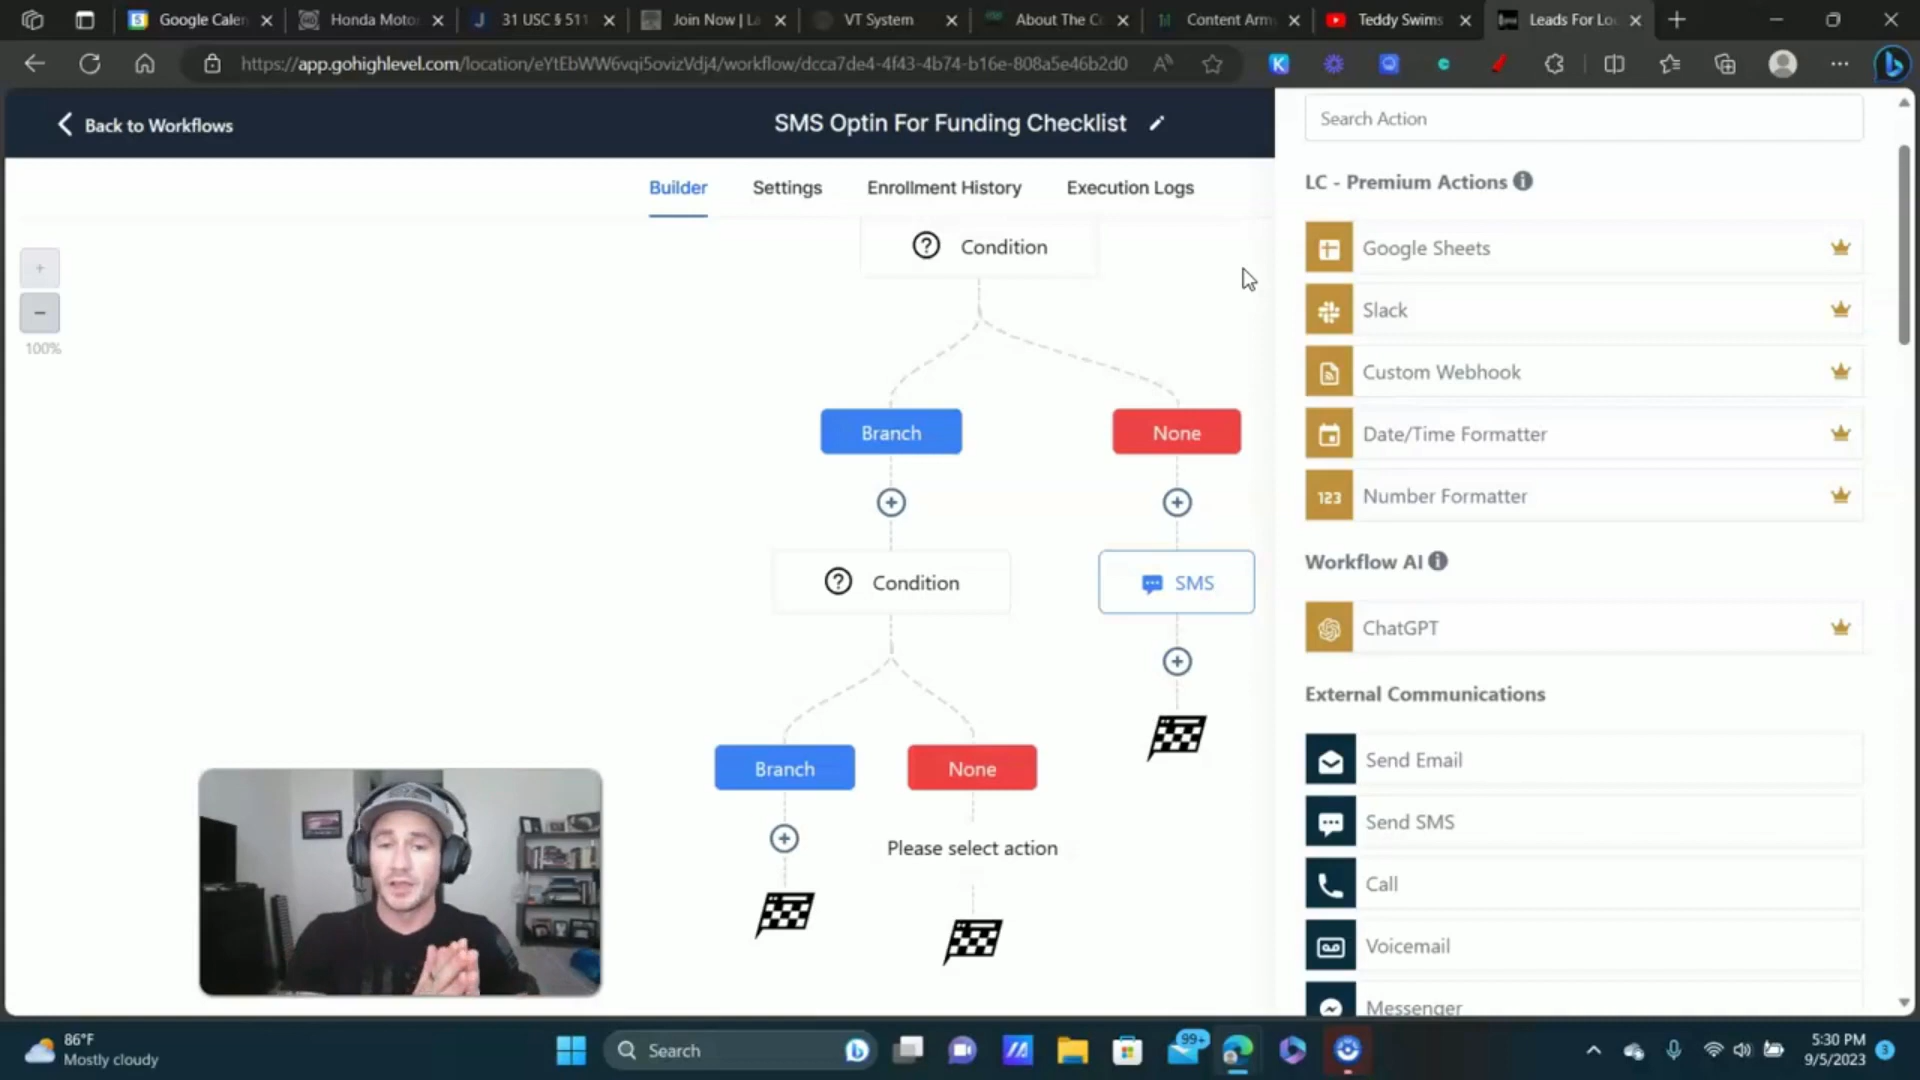 Google Calen
Honda Moto
31 USC § 511
Join Now | La
VT System
About The C
Content Arm
Teddy Swims
Leads For Lo
https://app.gohighlevel.com/location/eYtEbWW6vqi5ovizVdj4/workflow/dcca7de4-4f43-4b74-b16e-808a5e46b2d0
Back to Workflows
SMS Optin For Funding Checklist
Builder
Settings
Enrollment History
Execution Logs
100%
Condition
Branch
None
Condition
SMS
Branch
None
Please select action
Search Action
LC - Premium Actions
Google Sheets
Slack
Custom Webhook
Date/Time Formatter
123
Number Formatter
Workflow AI
ChatGPT
External Communications
Send Email
Send SMS
Call
Voicemail
Messenger
86°F
Mostly cloudy
Search
99+
5:30 PM
9/5/2023
3